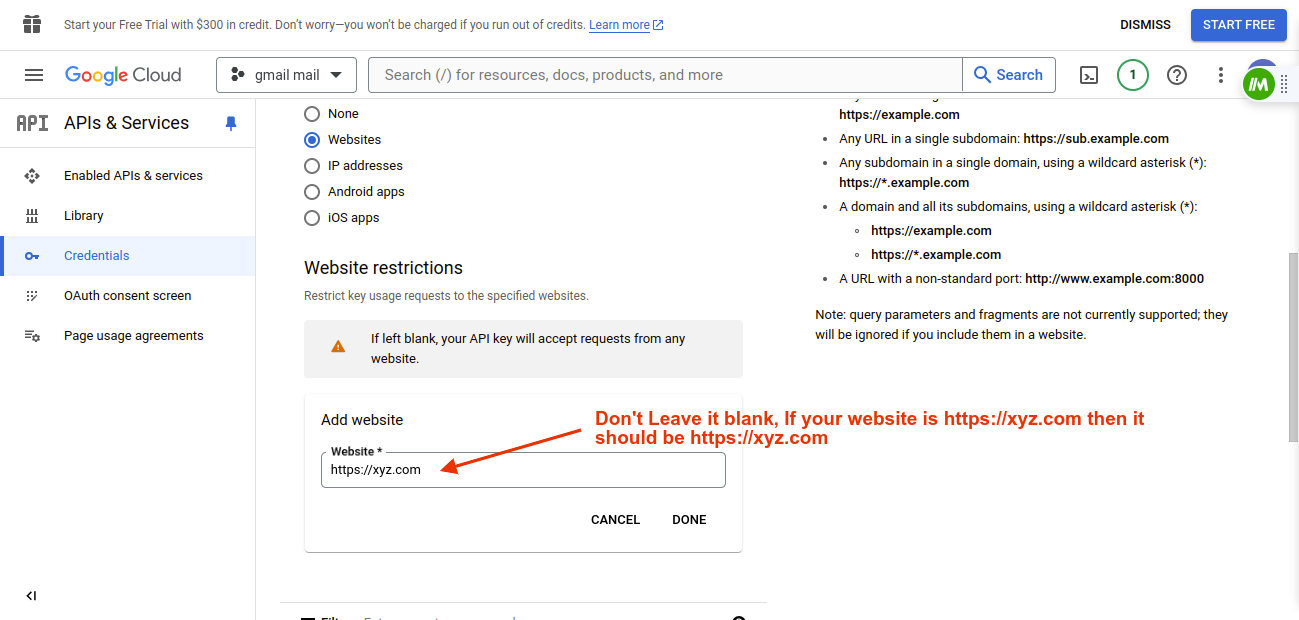 Start your Free Trial with $300 in credit. Don’t worry—you won’t be charged if you run out of credits. Learn more
DISMISS
START FREE
Google Cloud
gmail mail
Search (/) for resources, docs, products, and more
Search
1
API
APIs & Services
Enabled APIs & services
Library
Credentials
OAuth consent screen
Page usage agreements
None
Websites
IP addresses
Android apps
iOS apps
Website restrictions
Restrict key usage requests to the specified websites.
If left blank, your API key will accept requests from any
website.
Add website
Website *
https://xyz.com
CANCEL
DONE
Don't Leave it blank, If your website is https://xyz.com then it
should be https://xyz.com
https://example.com
Any URL in a single subdomain: https://sub.example.com
Any subdomain in a single domain, using a wildcard asterisk (*):
https://*.example.com
A domain and all its subdomains, using a wildcard asterisk (*):
https://example.com
https://*.example.com
A URL with a non-standard port: http://www.example.com:8000
Note: query parameters and fragments are not currently supported; they
will be ignored if you include them in a website.